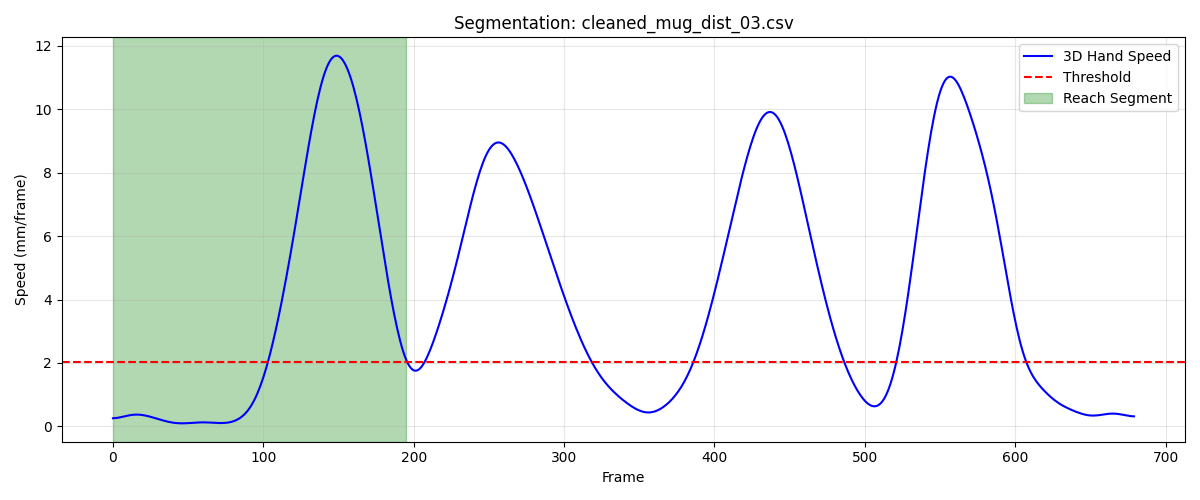 Segmentation: cleaned_mug_dist_03.csv
3D Hand Speed
Threshold
Reach Segment
Speed (mm/frame)
12
10
8
6
4
2
0
0 100 200 300 400 500 600 700
Frame